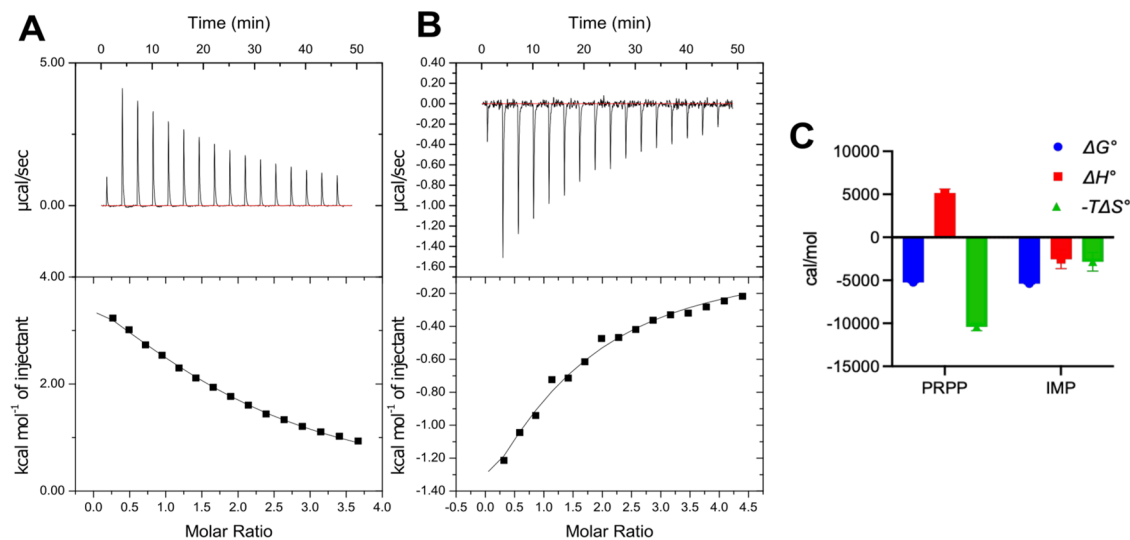 A
Time (min)
0 10 20 30 40 50
5.00
0.00
µcal/sec
4.00
2.00
0.00
kcal mol⁻¹ of injectant
0.0 0.5 1.0 1.5 2.0 2.5 3.0 3.5 4.0
Molar Ratio
B
Time (min)
0 10 20 30 40 50
0.40
0.20
0.00
-0.20
-0.40
-0.60
-0.80
-1.00
-1.20
-1.40
-1.60
µcal/sec
-0.20
-0.40
-0.60
-0.80
-1.00
-1.20
-1.40
kcal mol⁻¹ of injectant
-0.5 0.0 0.5 1.0 1.5 2.0 2.5 3.0 3.5 4.0 4.5
Molar Ratio
C
ΔG°
ΔH°
-TΔS°
10000
5000
0
-5000
-10000
-15000
cal/mol
PRPP IMP